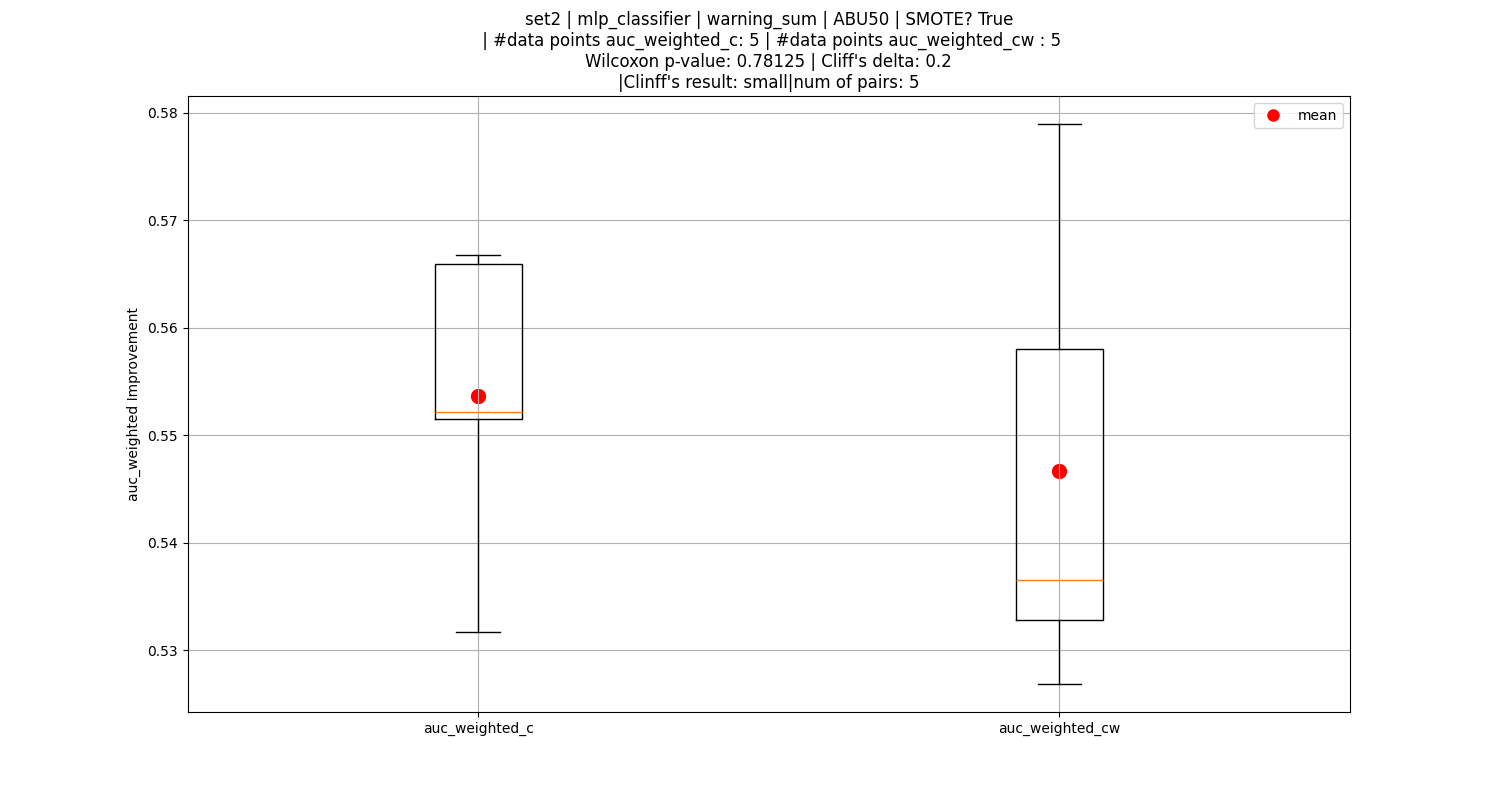 set2 | mlp_classifier | warning_sum | ABU50 | SMOTE? True
| #data points auc_weighted_c: 5 | #data points auc_weighted_cw : 5
Wilcoxon p-value: 0.78125 | Cliff's delta: 0.2
|Clinff's result: small|num of pairs: 5
mean
0.58
0.57
0.56
0.55
0.54
0.53
auc_weighted Improvement
auc_weighted_c
auc_weighted_cw